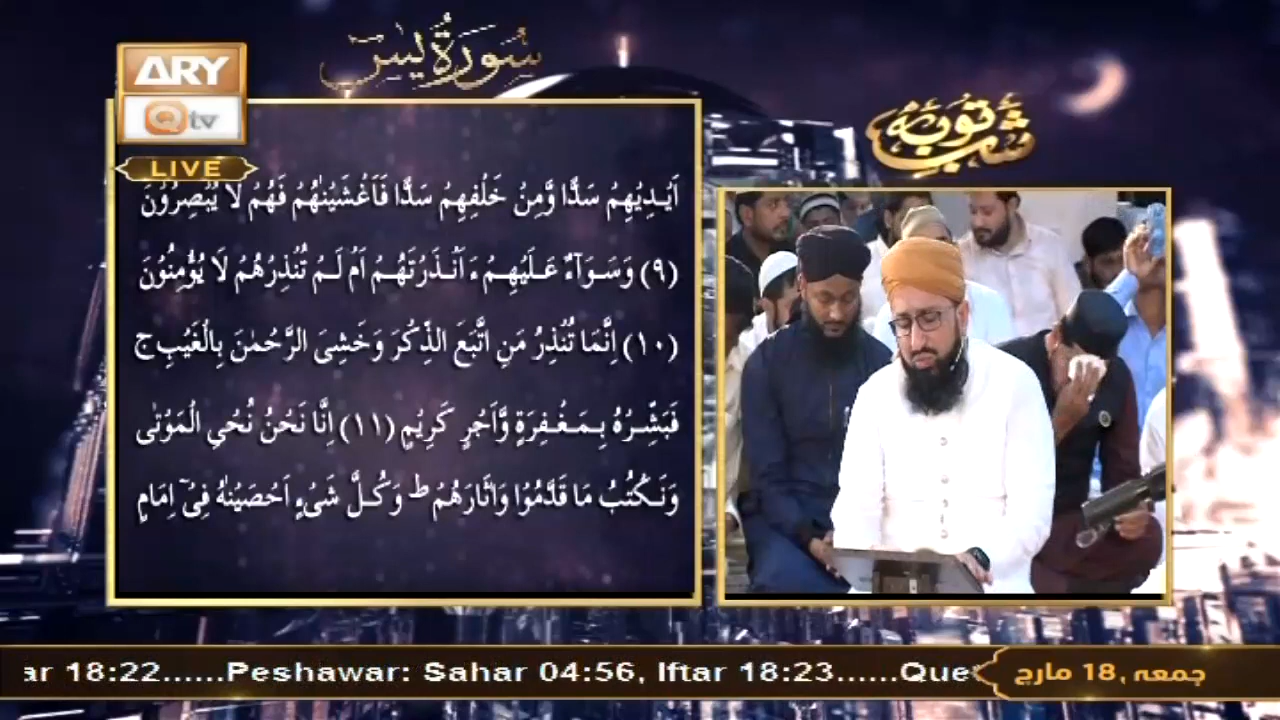 سُورَةُ يٰسٓ
ARY
Qtv
LIVE
شبِ توبہ
اَيْدِيْهِمْ سَدًّا وَّمِنْ خَلْفِهِمْ سَدًّا فَاَغْشَيْنٰهُمْ فَهُمْ لَا يُبْصِرُوْنَ
(٩) وَسَوَآءٌ عَلَيْهِمْ ءَاَنْذَرْتَهُمْ اَمْ لَمْ تُنْذِرْهُمْ لَا يُؤْمِنُوْنَ
(١٠) اِنَّمَا تُنْذِرُ مَنِ اتَّبَعَ الذِّكْرَ وَخَشِىَ الرَّحْمٰنَ بِالْغَيْبِ ج
فَبَشِّرْهُ بِمَغْفِرَةٍ وَّاَجْرٍ كَرِيْمٍ (١١) اِنَّا نَحْنُ نُحْىِ الْمَوْتٰى
وَنَكْتُبُ مَا قَدَّمُوْا وَاٰثَارَهُمْ ط وَكُلَّ شَىْءٍ اَحْصَيْنٰهُ فِىْٓ اِمَامٍ
ar 18:22......Peshawar: Sahar 04:56, Iftar 18:23......Que
جمعہ ,18 مارچ